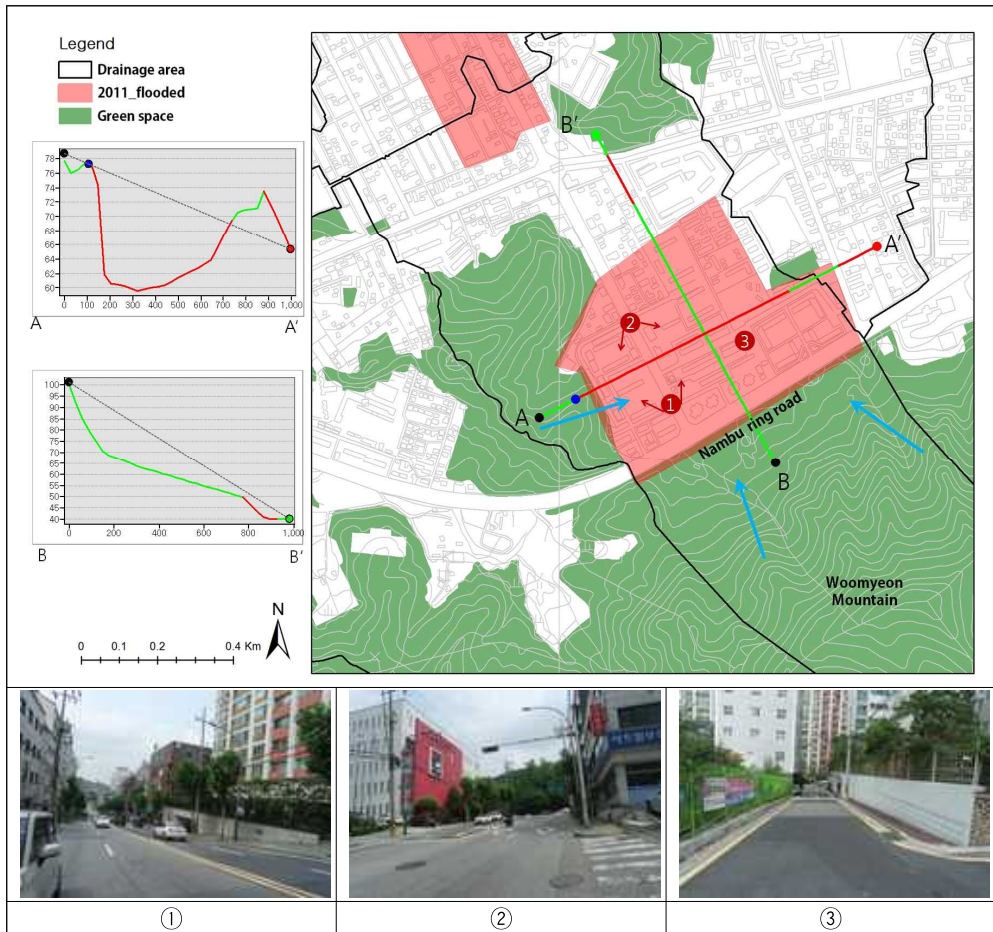 Legend
Drainage area
2011_flooded
Green space
78
76
74
72
70
68
66
64
62
60
0 100 200 300 400 500 600 700 800 900 1,000
A A'
100
95
90
85
80
75
70
65
60
55
50
45
40
0 200 400 600 800 1,000
B B'
N
0 0.1 0.2 0.4 Km
B'
A'
2
3
1
A
Nambu ring road
B
Woomyeon
Mountain
① ② ③